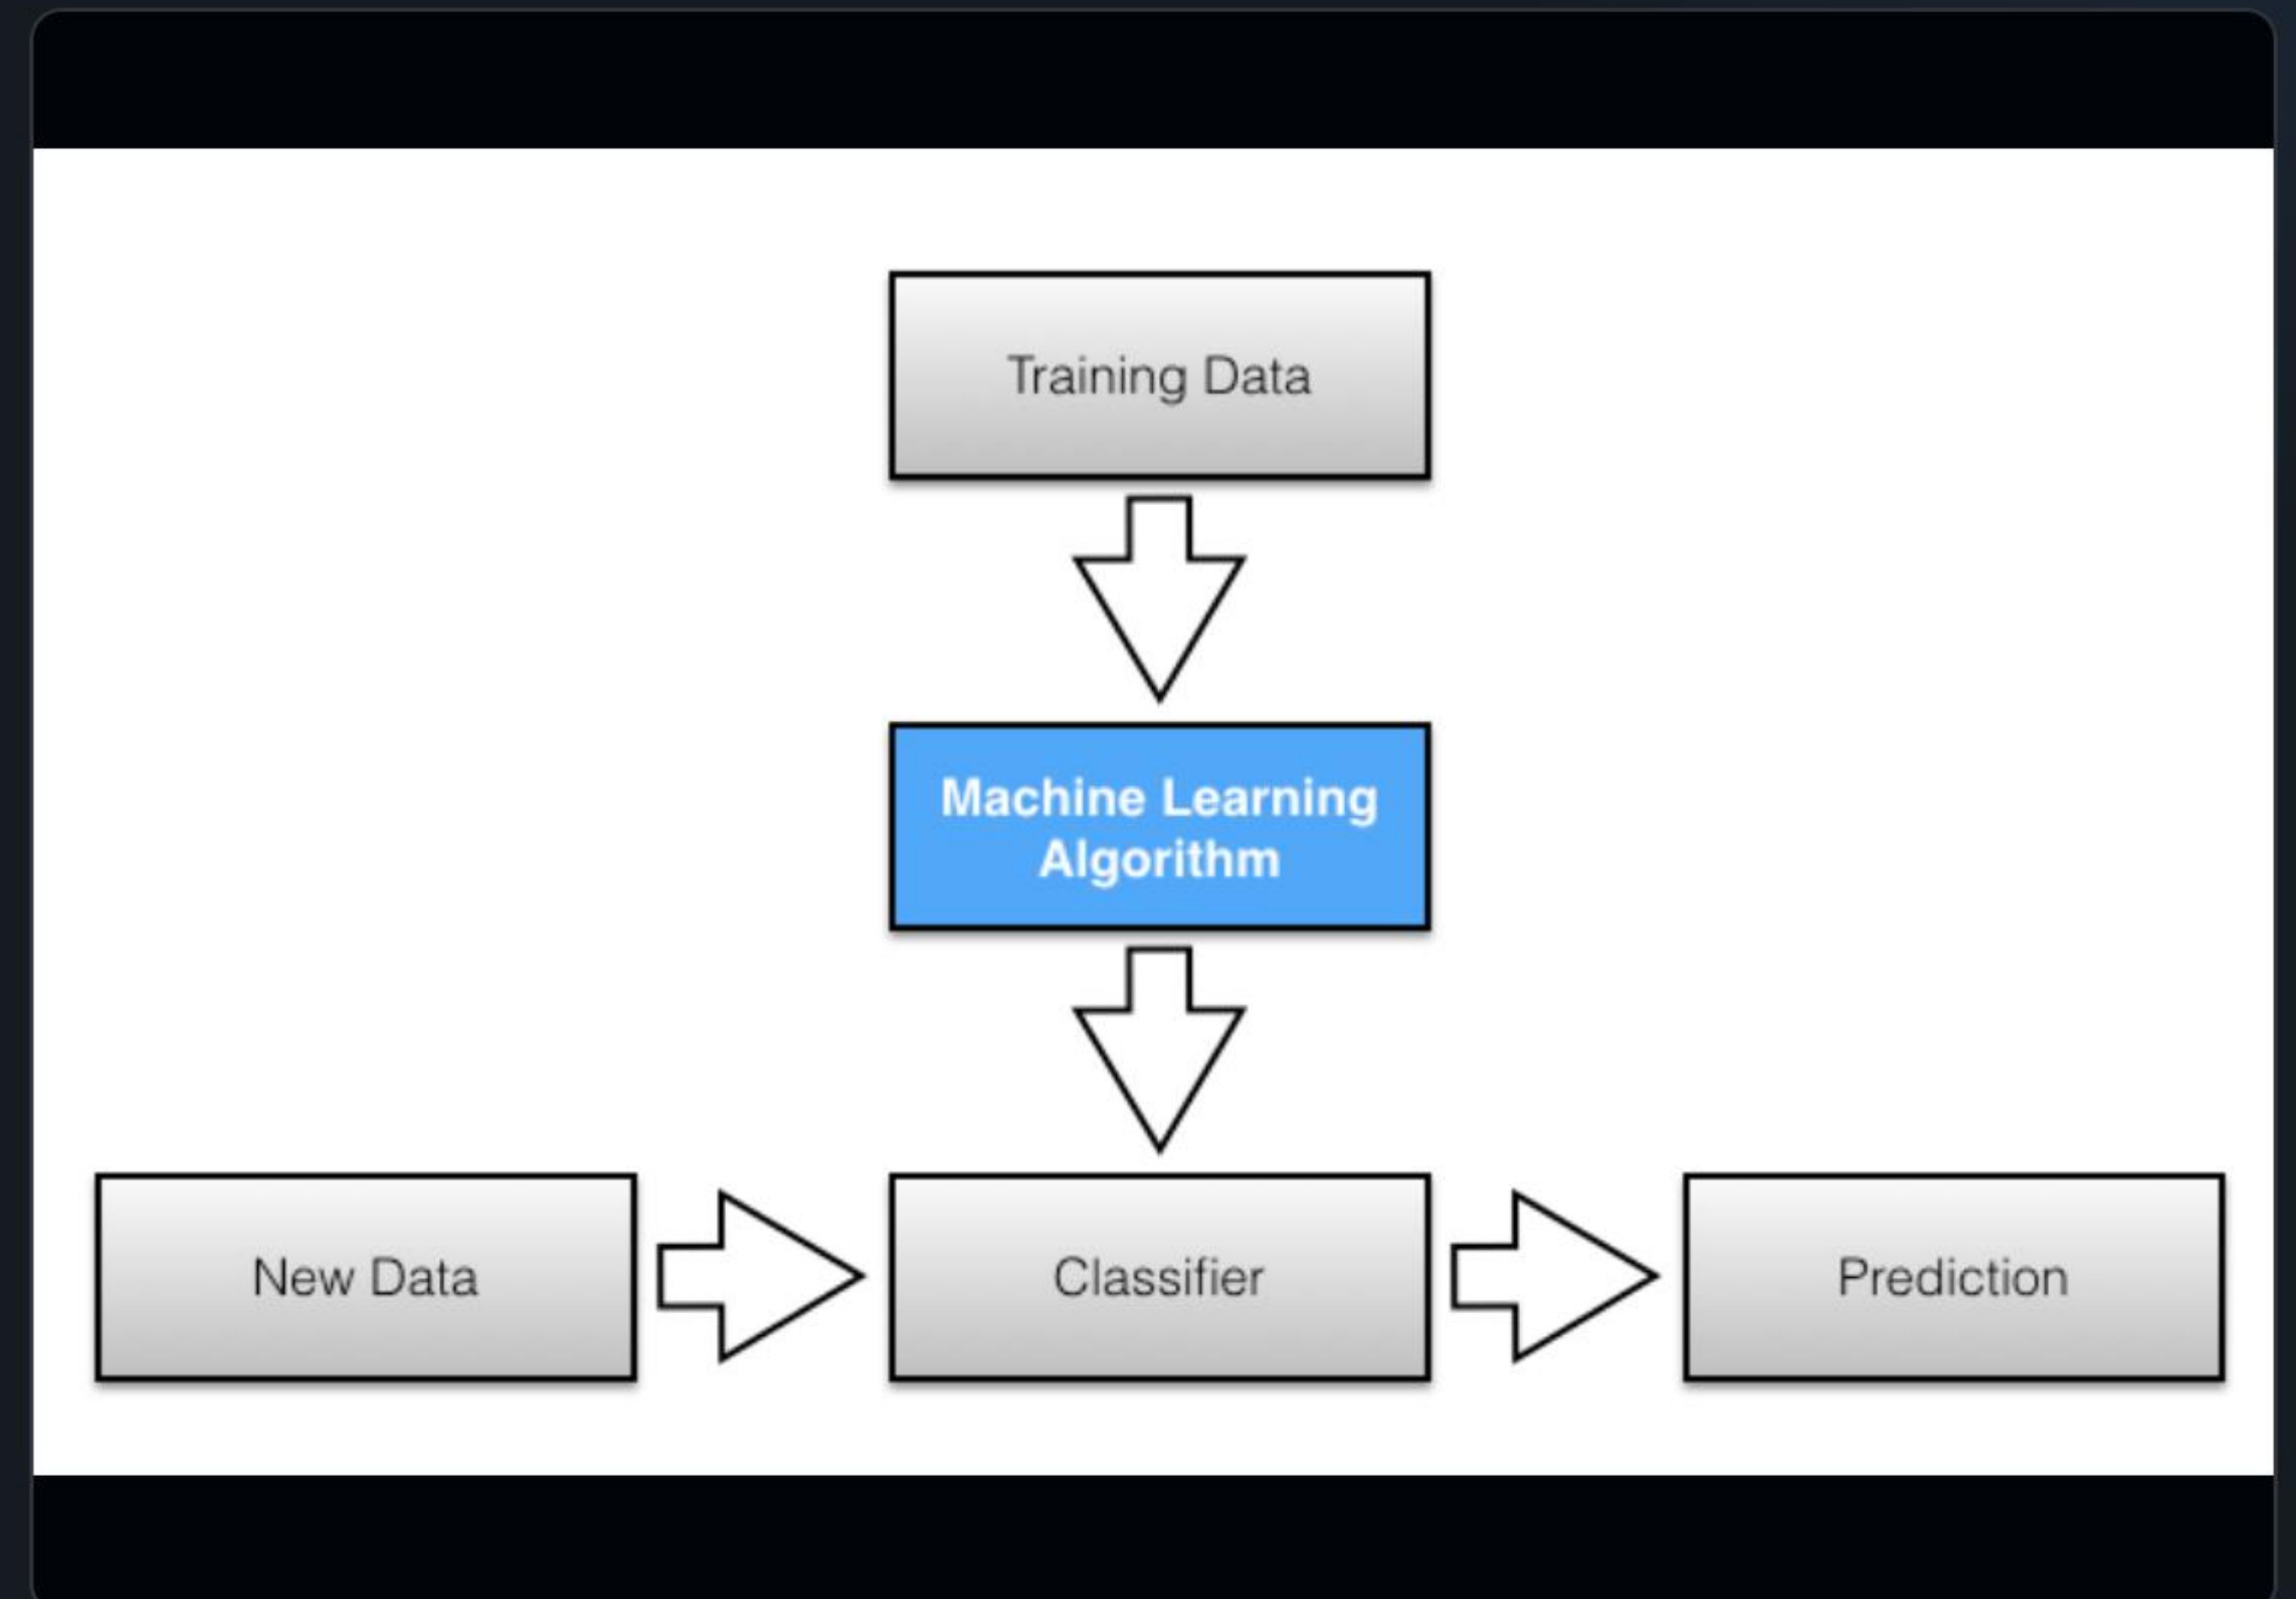 Training Data
Machine Learning
Algorithm
New Data
Classifier
Prediction